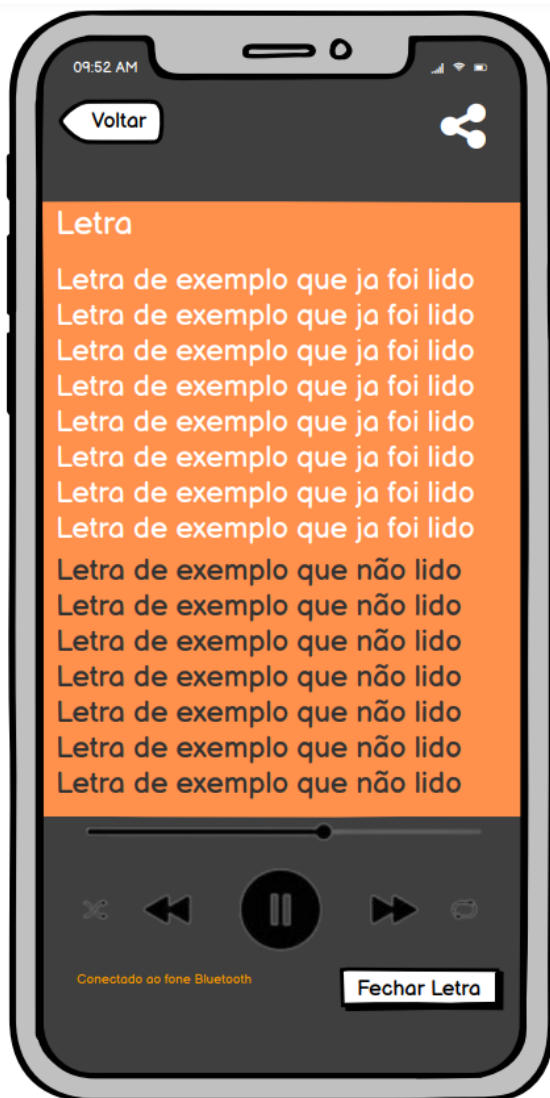 09:52 AM
Voltar
Letra
Letra de exemplo que ja foi lido
Letra de exemplo que ja foi lido
Letra de exemplo que ja foi lido
Letra de exemplo que ja foi lido
Letra de exemplo que ja foi lido
Letra de exemplo que ja foi lido
Letra de exemplo que ja foi lido
Letra de exemplo que ja foi lido
Letra de exemplo que não lido
Letra de exemplo que não lido
Letra de exemplo que não lido
Letra de exemplo que não lido
Letra de exemplo que não lido
Letra de exemplo que não lido
Letra de exemplo que não lido
Conectado ao fone Bluetooth
Fechar Letra